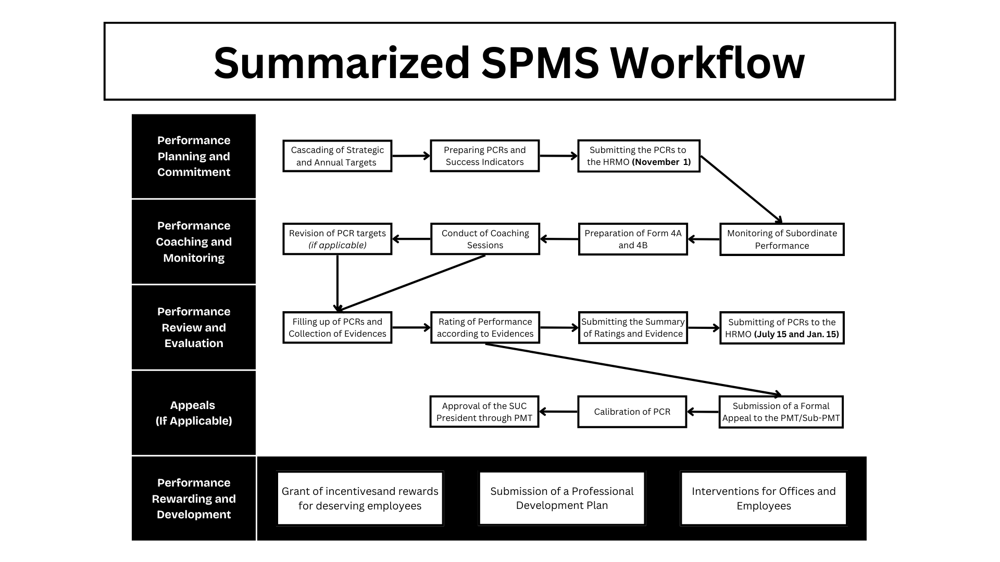 Summarized SPMS Workflow
Performance
Planning and
Commitment
Cascading of Strategic
and Annual Targets
Preparing PCRs and
Success Indicators
Submitting the PCRs to
the HRMO (November 1)
Performance
Coaching and
Monitoring
Revision of PCR targets
(if applicable)
Conduct of Coaching
Sessions
Preparation of Form 4A
and 4B
Monitoring of Subordinate
Performance
Performance
Review and
Evaluation
Filling up of PCRs and
Collection of Evidences
Rating of Performance
according to Evidences
Submitting the Summary
of Ratings and Evidence
Submitting of PCRs to the
HRMO (July 15 and Jan. 15)
Appeals
(If Applicable)
Approval of the SUC
President through PMT
Calibration of PCR
Submission of a Formal
Appeal to the PMT/Sub-PMT
Performance
Rewarding and
Development
Grant of incentivesand rewards
for deserving employees
Submission of a Professional
Development Plan
Interventions for Offices and
Employees